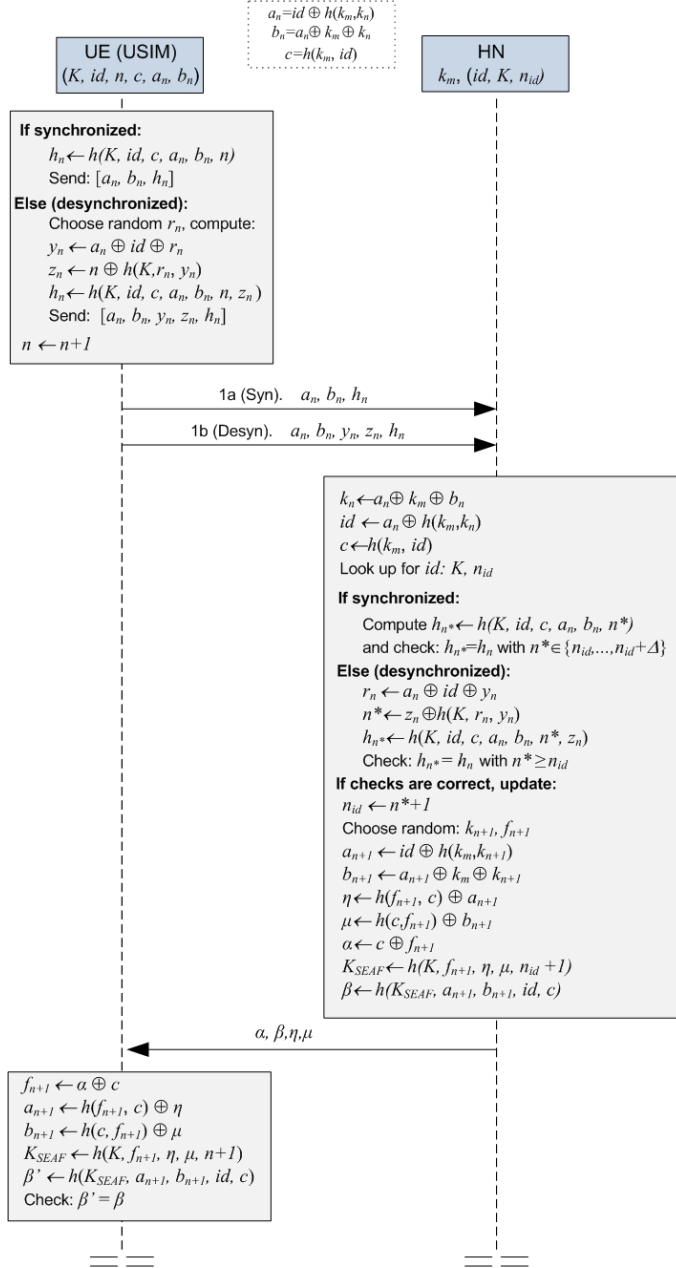 aₙ=id ⊕ h(kₘ,kₙ)
bₙ=aₙ⊕ kₘ ⊕ kₙ
c=h(kₘ, id)
UE (USIM)
(K, id, n, c, aₙ, bₙ)
HN
kₘ, (id, K, n_id)
If synchronized:
hₙ← h(K, id, c, aₙ, bₙ, n)
Send: [aₙ, bₙ, hₙ]
Else (desynchronized):
Choose random rₙ, compute:
yₙ ← aₙ ⊕ id ⊕ rₙ
zₙ ← n ⊕ h(K,rₙ, yₙ)
hₙ← h(K, id, c, aₙ, bₙ, n, zₙ)
Send: [aₙ, bₙ, yₙ, zₙ, hₙ]
n ← n+1
1a (Syn). aₙ, bₙ, hₙ
1b (Desyn). aₙ, bₙ, yₙ, zₙ, hₙ
kₙ←aₙ⊕ kₘ ⊕ bₙ
id ← aₙ ⊕ h(kₘ,kₙ)
c←h(kₘ, id)
Look up for id: K, n_id
If synchronized:
Compute h_n*← h(K, id, c, aₙ, bₙ, n*)
and check: h_n*=hₙ with n*∈{n_id,...,n_id+Δ}
Else (desynchronized):
rₙ ← aₙ ⊕ id ⊕ yₙ
n*← zₙ ⊕h(K, rₙ, yₙ)
h_n*← h(K, id, c, aₙ, bₙ, n*, zₙ)
Check: h_n*= hₙ with n*≥n_id
If checks are correct, update:
n_id ← n*+1
Choose random: kₙ₊₁, fₙ₊₁
aₙ₊₁ ← id ⊕ h(kₘ,kₙ₊₁)
bₙ₊₁ ← aₙ₊₁ ⊕ kₘ ⊕ kₙ₊₁
η← h(fₙ₊₁, c) ⊕ aₙ₊₁
μ← h(c,fₙ₊₁) ⊕ bₙ₊₁
α← c ⊕ fₙ₊₁
K_SEAF← h(K, fₙ₊₁, η, μ, n_id +1)
β← h(K_SEAF, aₙ₊₁, bₙ₊₁, id, c)
α, β,η,μ
fₙ₊₁ ← α ⊕ c
aₙ₊₁ ← h(fₙ₊₁, c) ⊕ η
bₙ₊₁ ← h(c, fₙ₊₁) ⊕ μ
K_SEAF← h(K, fₙ₊₁, η, μ, n+1)
β' ← h(K_SEAF, aₙ₊₁, bₙ₊₁, id, c)
Check: β' = β